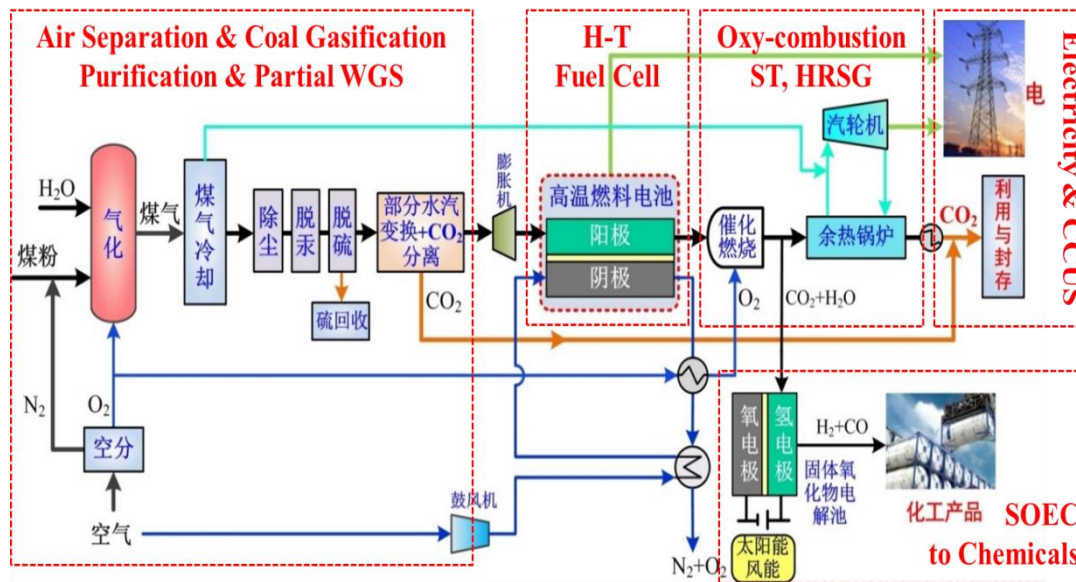 Air Separation & Coal Gasification
Purification & Partial WGS
H-T
Fuel Cell
Oxy-combustion
ST, HRSG
Electricity & CCUS
电
汽轮机
H₂O
煤粉
气化
煤气
煤气冷却
除尘
脱汞
脱硫
部分水汽
变换+CO₂
分离
膨胀机
高温燃料电池
阳极
阴极
催化
燃烧
余热锅炉
CO₂
利用与封存
硫回收
CO₂
O₂
CO₂+H₂O
N₂
O₂
空分
空气
鼓风机
N₂+O₂
氧电极
氢电极
H₂+CO
固体氧
化物电
解池
太阳能
风能
化工产品
SOEC
to Chemicals